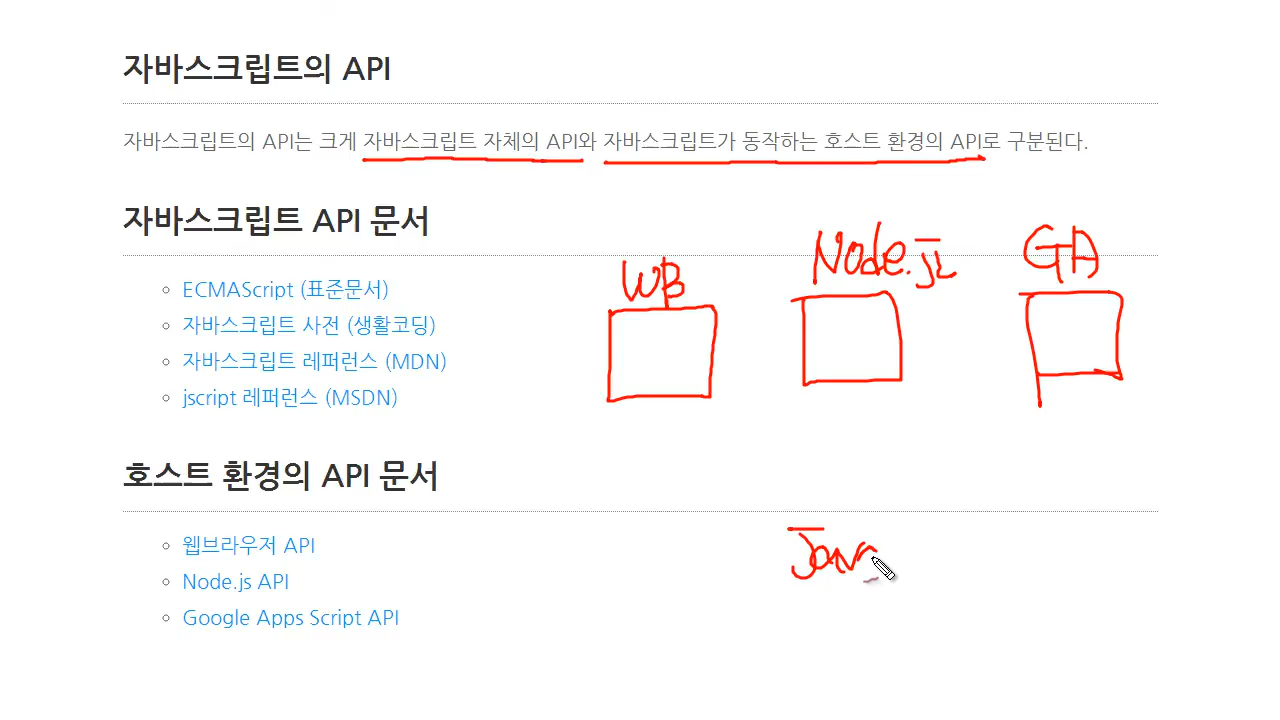 자바스크립트의 API
자바스크립트의 API는 크게 자바스크립트 자체의 API와 자바스크립트가 동작하는 호스트 환경의 API로 구분된다.
자바스크립트 API 문서
ECMAScript (표준문서)
자바스크립트 사전 (생활코딩)
자바스크립트 레퍼런스 (MDN)
jscript 레퍼런스 (MSDN)
WB
Node.js
GA
호스트 환경의 API 문서
웹브라우저 API
Node.js API
Google Apps Script API